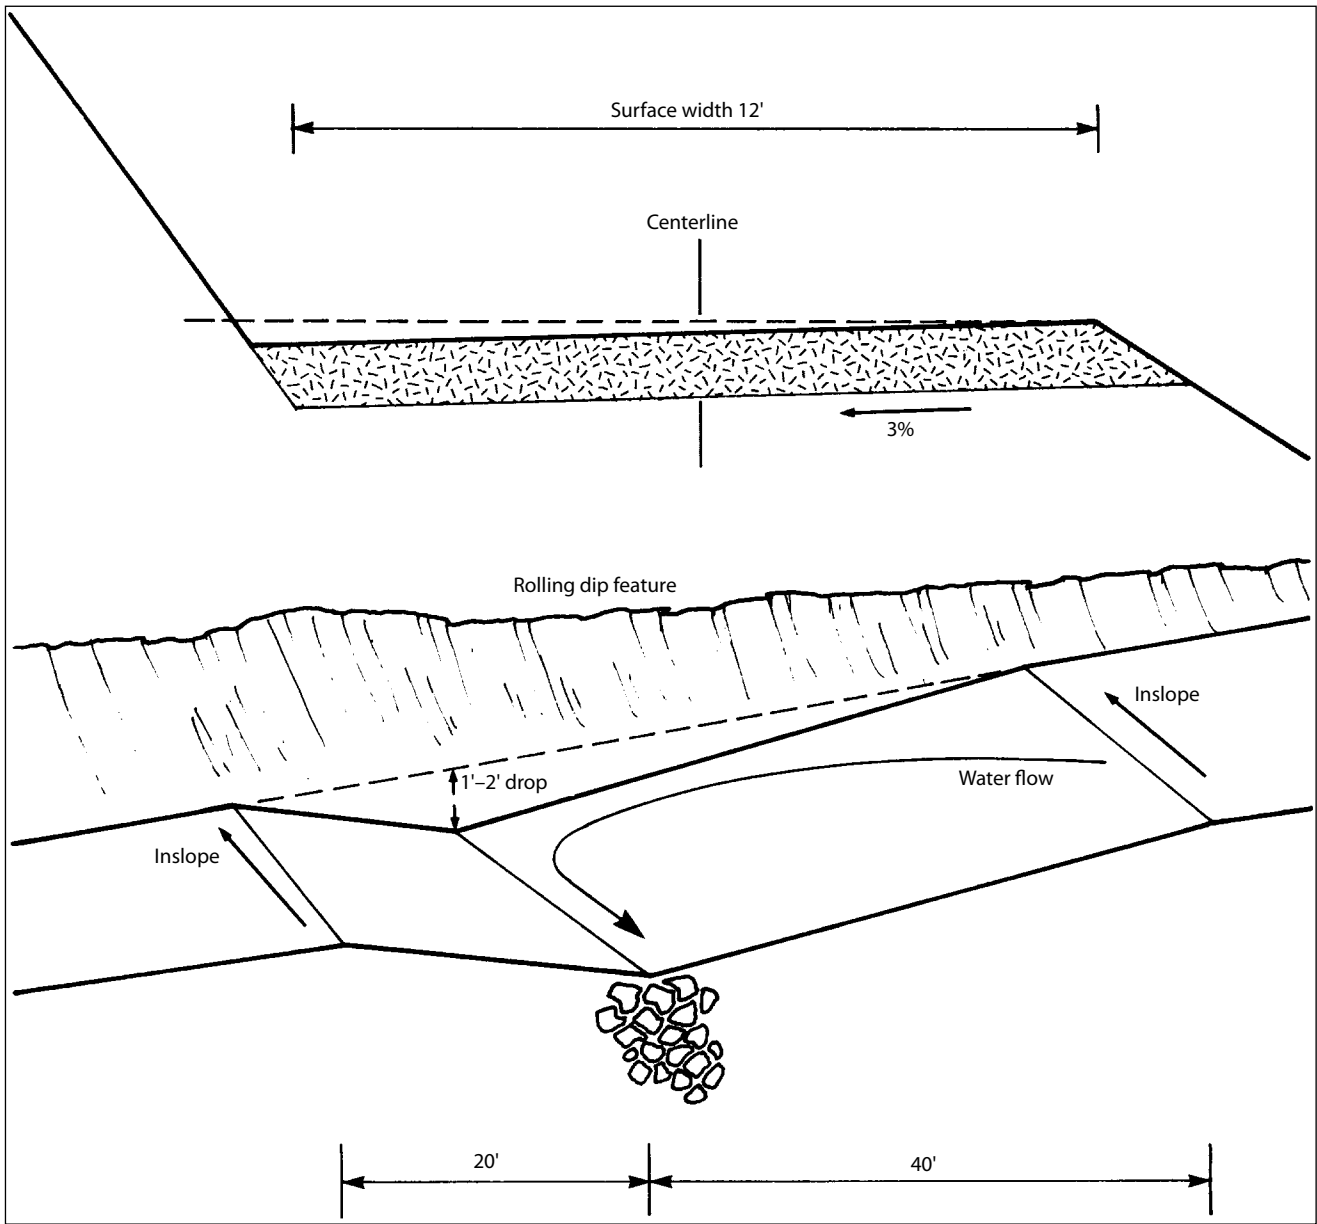 Surface width 12'
Centerline
3%
Rolling dip feature
Inslope
1'–2' drop
Water flow
Inslope
20'
40'